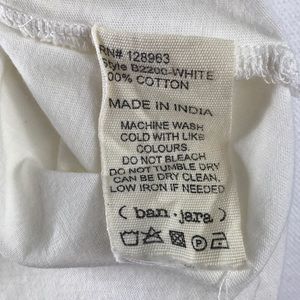 RN# 128963
Style B2200-WHITE
100% COTTON
MADE IN INDIA
MACHINE WASH
COLD WITH LIKE
COLOURS.
DO NOT BLEACH
DO NOT TUMBLE DRY
CAN BE DRY CLEAN.
LOW IRON IF NEEDED
( ban·jara )